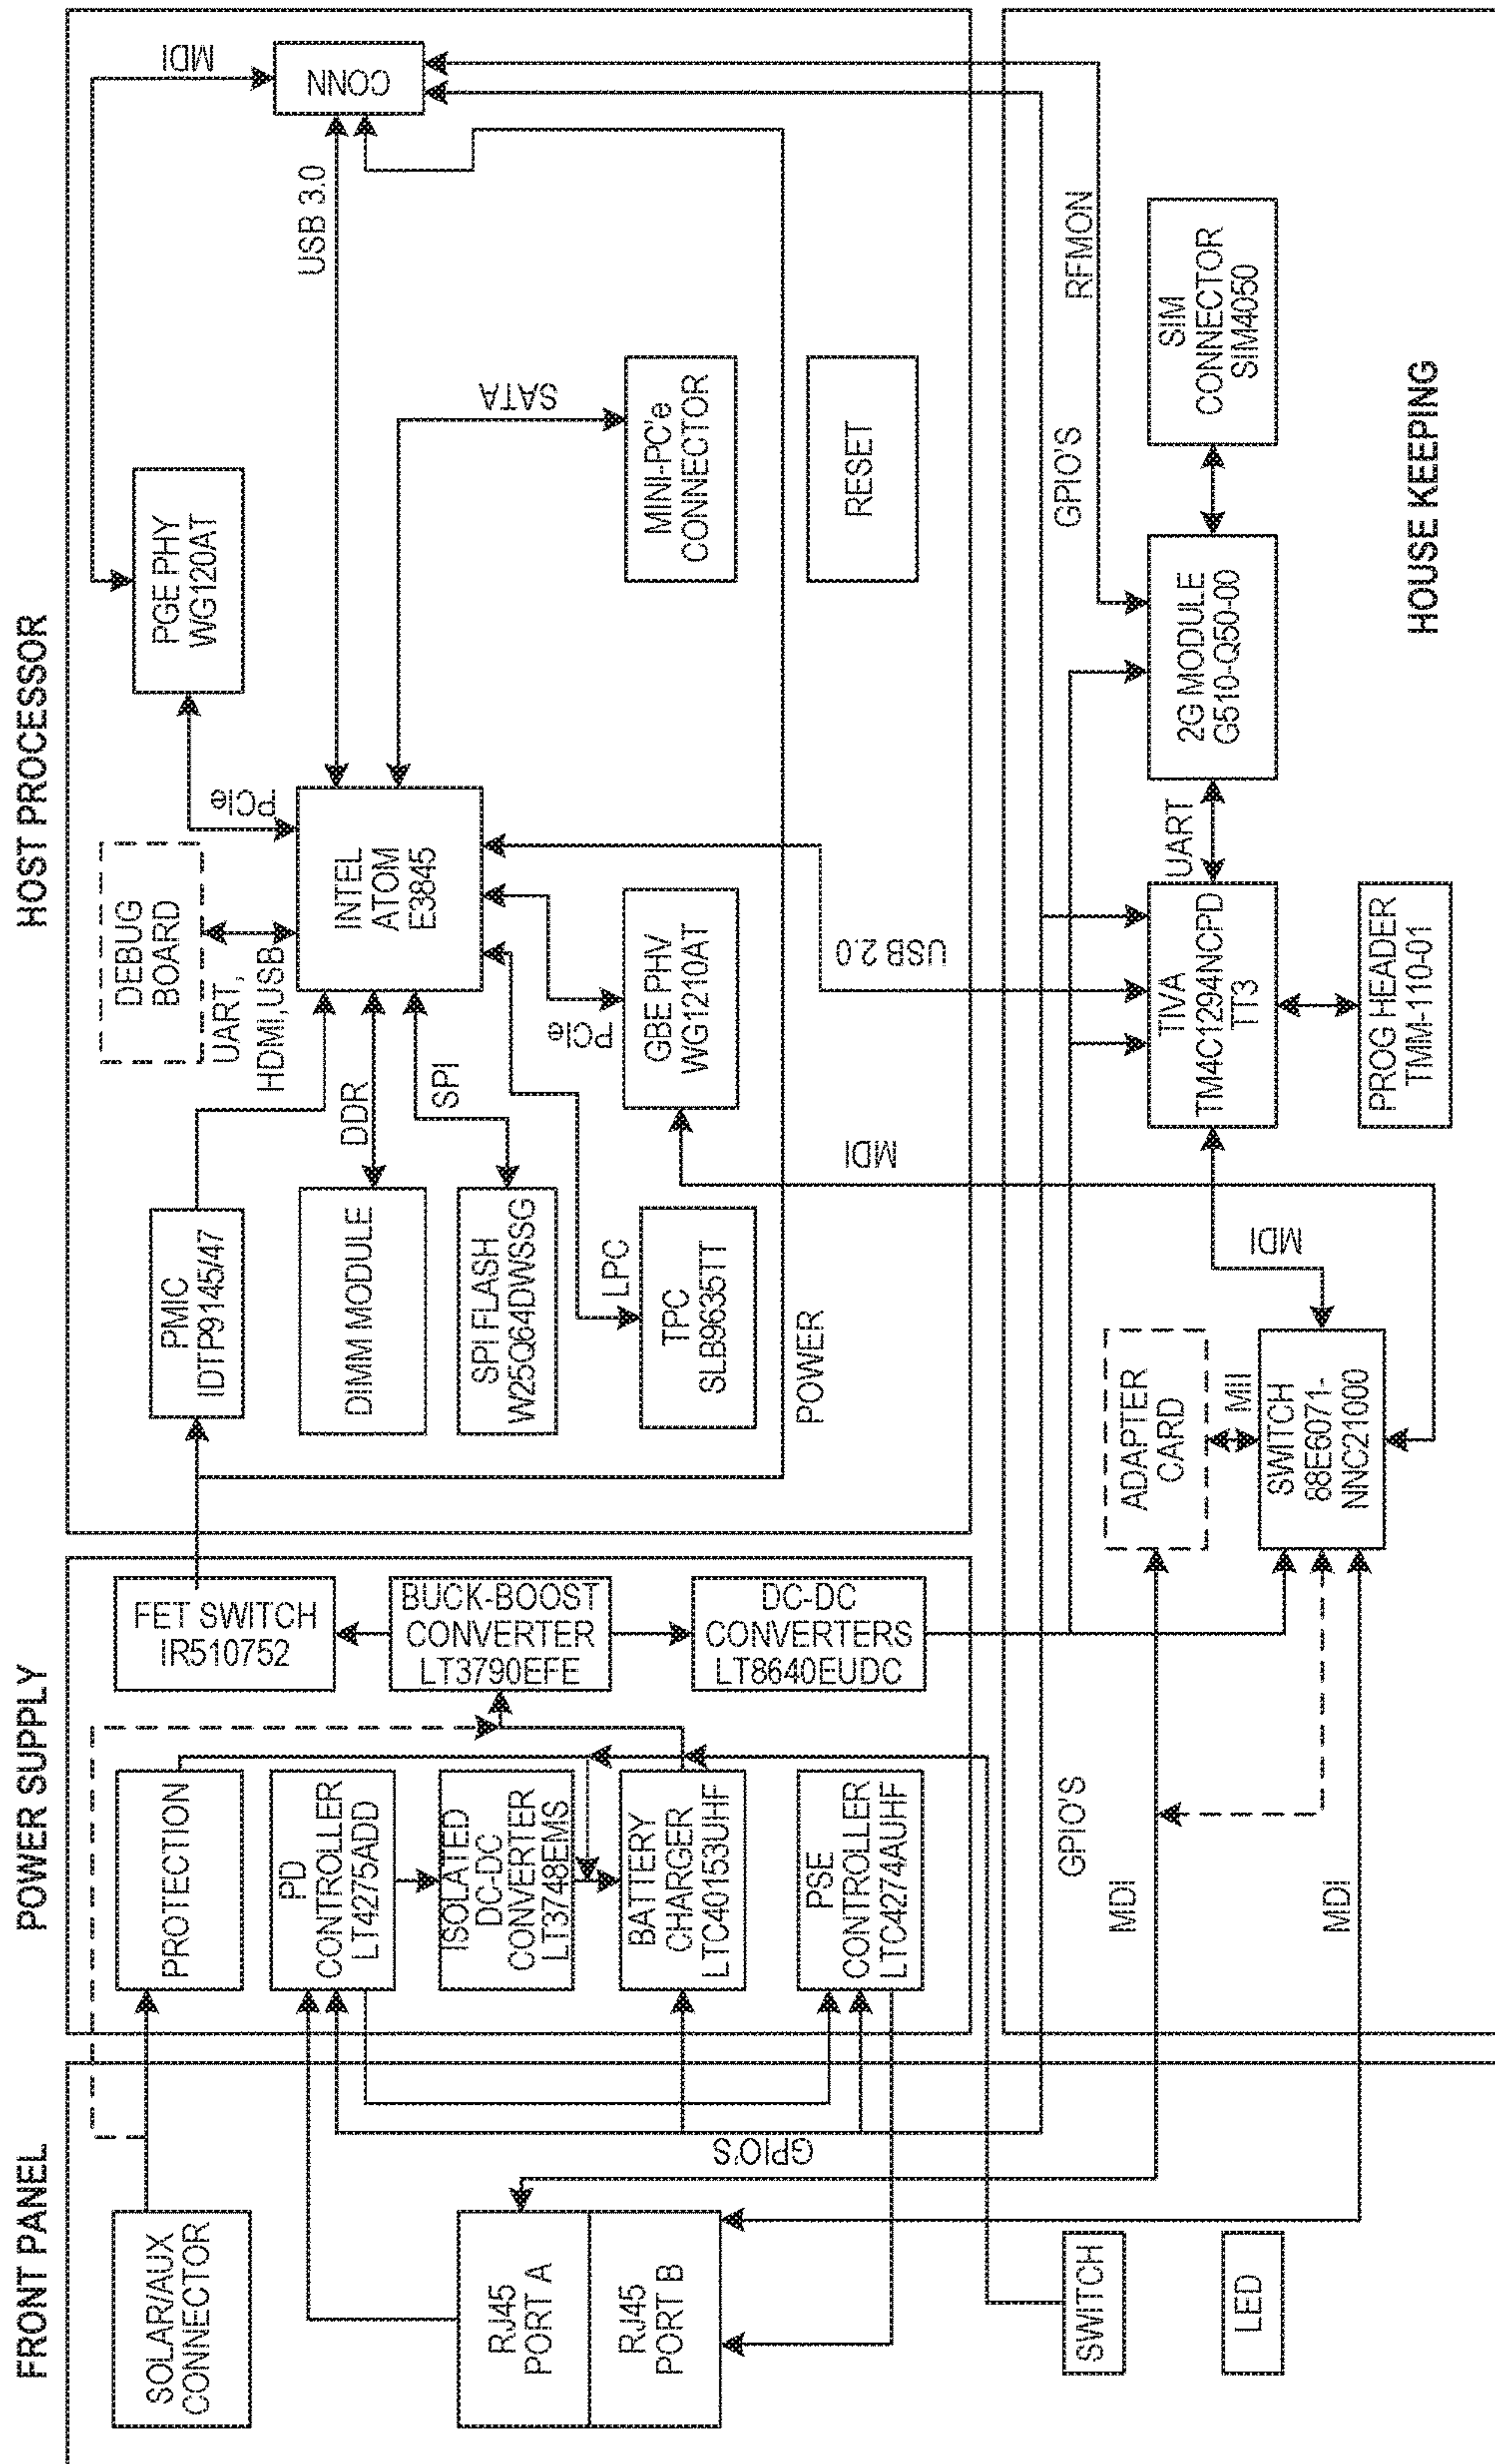 FRONT PANEL
SOLAR/AUX
CONNECTOR
RJ45
PORT A
RJ45
PORT B
SWITCH
LED
GPIO'S
POWER SUPPLY
PROTECTION
PD
CONTROLLER
LT4275ADD
ISOLATED
DC-DC
CONVERTER
LT3748EMS
BATTERY
CHARGER
LTC40153UHF
PSE
CONTROLLER
LTC4274AUHF
FET SWITCH
IR510752
BUCK-BOOST
CONVERTER
LT3790EFE
DC-DC
CONVERTERS
LT8640EUDC
HOST PROCESSOR
PMIC
IDTP9145/47
DIMM MODULE
SPI FLASH
W25Q64DWSSG
TPC
SLB9635TT
POWER
LPC
DDR
SPI
DEBUG
BOARD
UART,
HDMI,USB
INTEL
ATOM
E3845
PCIe
PCIe
GBE PHV
WG1210AT
MDI
USB 2.0
PGE PHY
WG120AT
MDI
USB 3.0
CONN
SATA
MINI-PC'e
CONNECTOR
RESET
HOUSE KEEPING
GPIO'S
MDI
MDI
ADAPTER
CARD
MII
SWITCH
88E6071-
NNC21000
MDI
TIVA
TM4C1294NCPD
TT3
PROG HEADER
TMM-110-01
UART
2G MODULE
G510-Q50-00
GPIO'S
RFMON
SIM
CONNECTOR
SIM4050